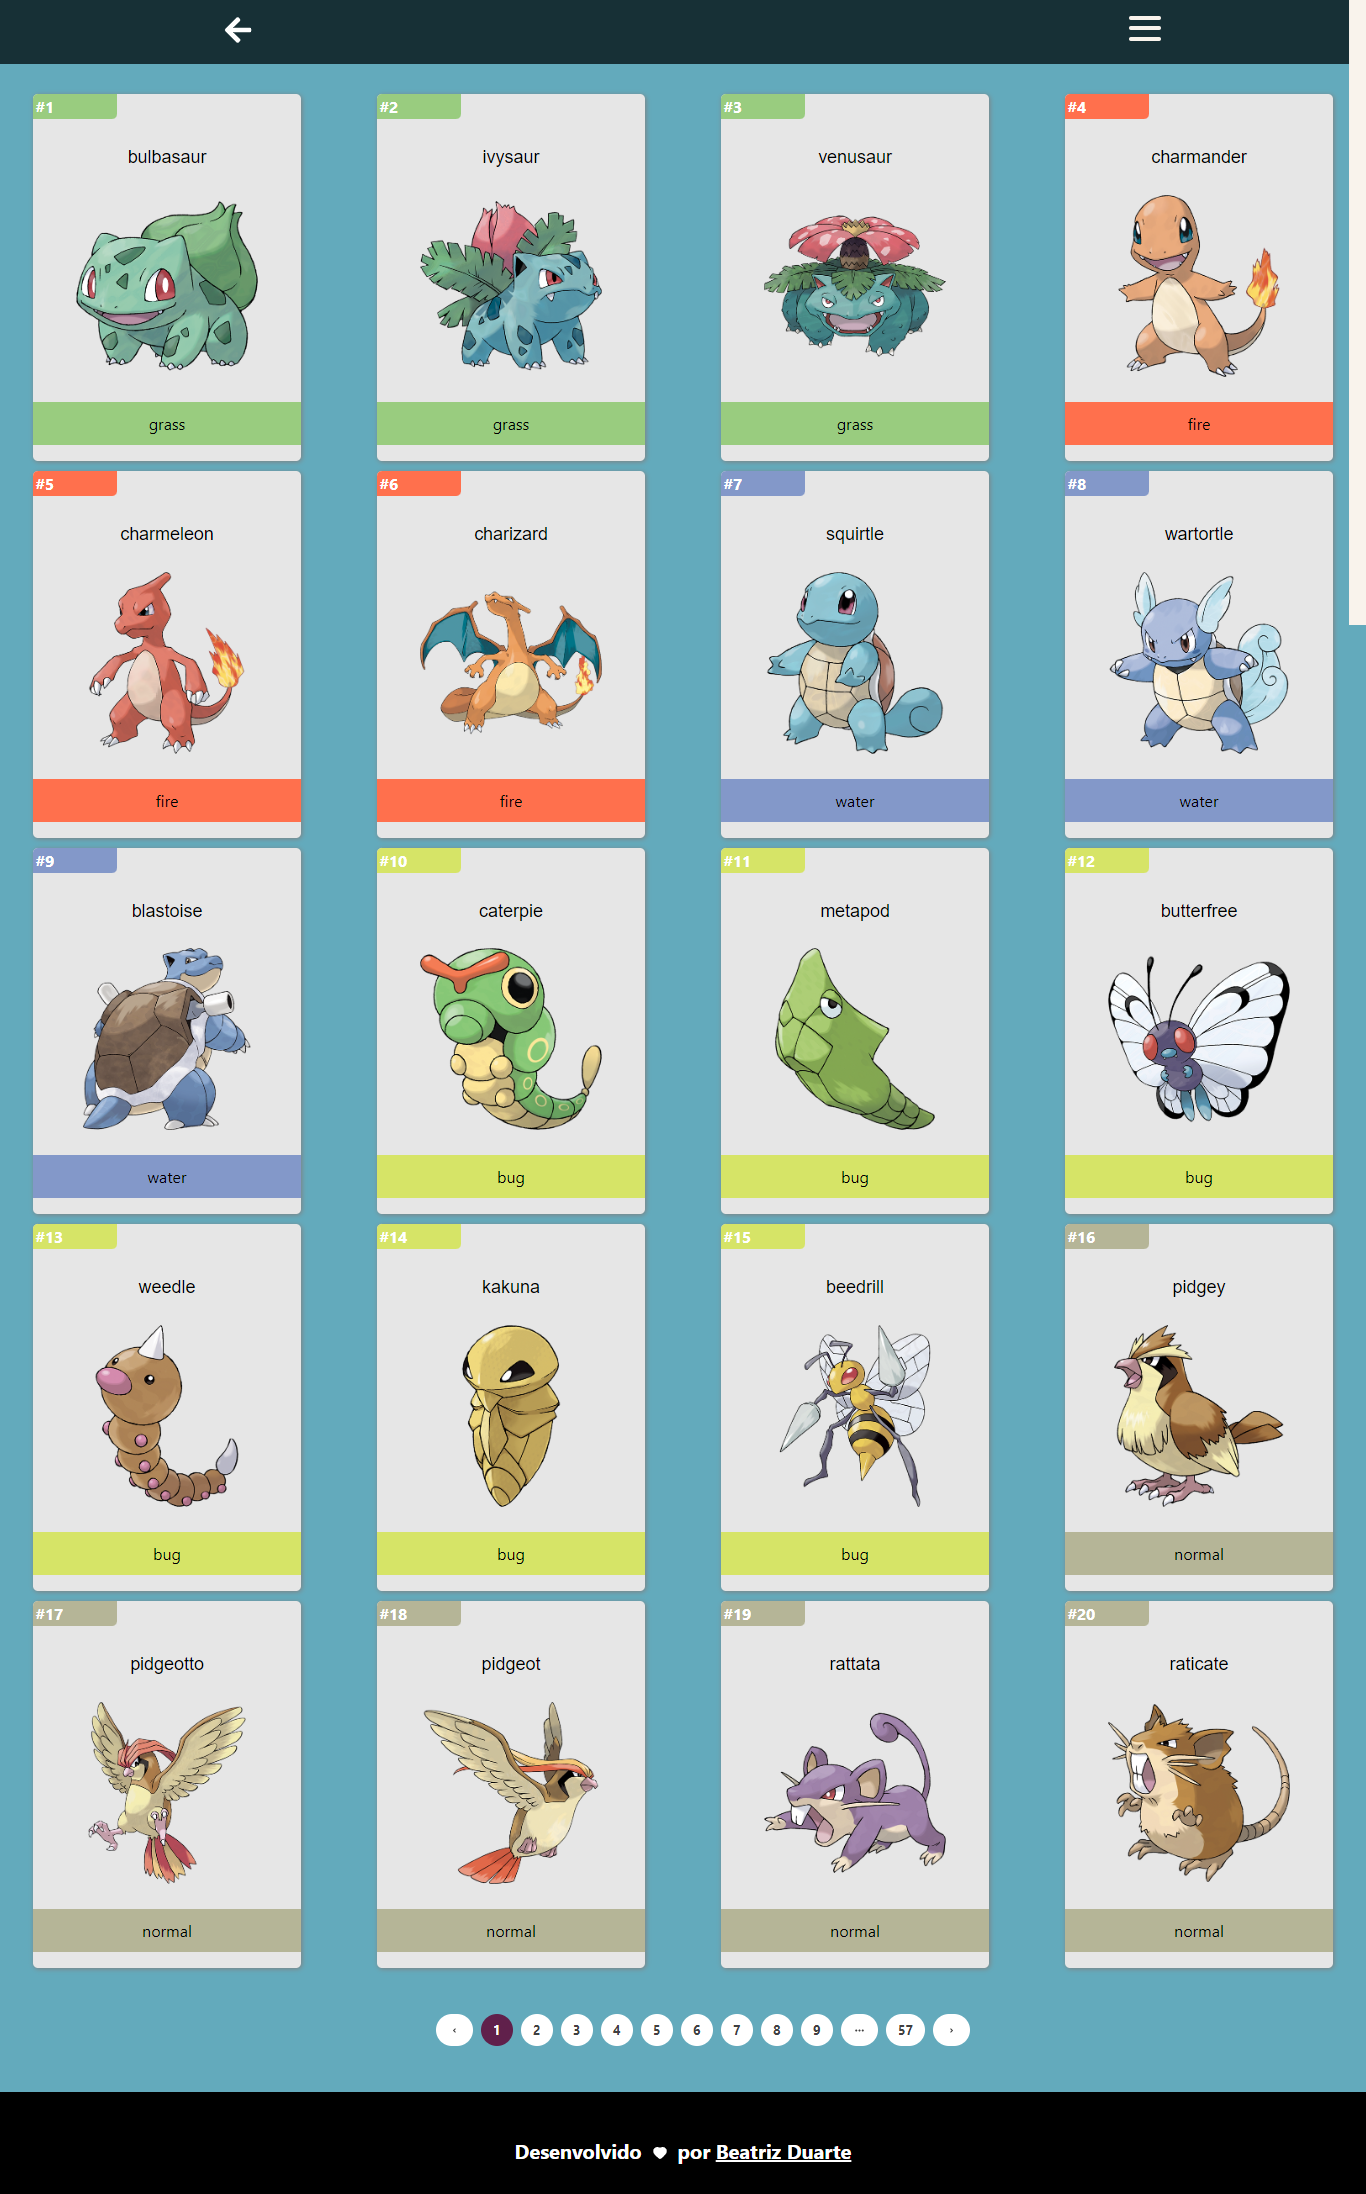 #1 #2 #3 #4
bulbasaur ivysaur venusaur charmander
grass grass grass fire
#5 #6 #7 #8
charmeleon charizard squirtle wartortle
fire fire water water
#9 #10 #11 #12
blastoise caterpie metapod butterfree
water bug bug bug
#13 #14 #15 #16
weedle kakuna beedrill pidgey
bug bug bug normal
#17 #18 #19 #20
pidgeotto pidgeot rattata raticate
normal normal normal normal
‹ 1 2 3 4 5 6 7 8 9 ... 57 ›
Desenvolvido ❤ por Beatriz Duarte